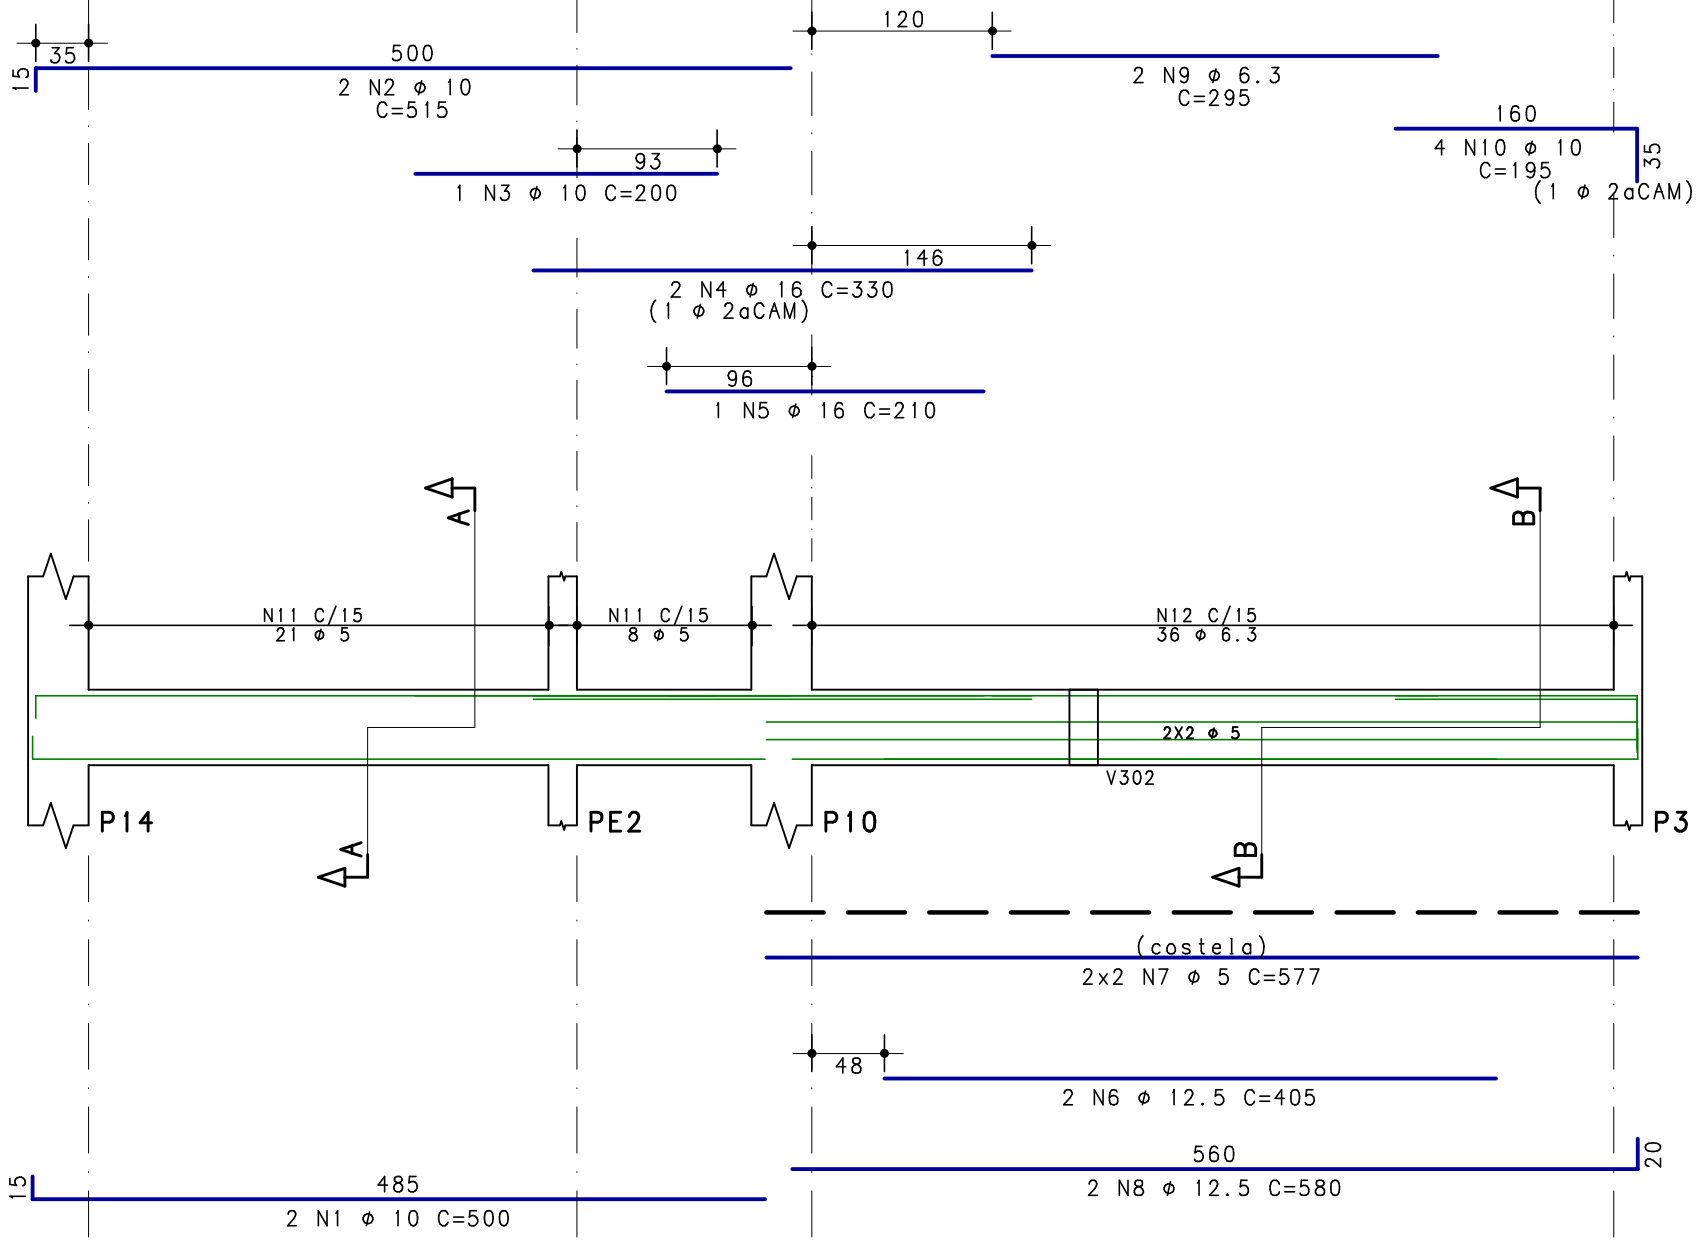 120
35
500
15
2 N2 φ 10
C=515
2 N9 φ 6.3
C=295
160
4 N10 φ 10
C=195
35
(1 φ 2aCAM)
93
1 N3 φ 10 C=200
146
2 N4 φ 16 C=330
(1 φ 2aCAM)
96
1 N5 φ 16 C=210
A
B
N11 C/15
21 φ 5
N11 C/15
8 φ 5
N12 C/15
36 φ 6.3
2X2 φ 5
V302
P14
PE2
P10
P3
A
B
(costela)
2x2 N7 φ 5 C=577
48
2 N6 φ 12.5 C=405
560
20
2 N8 φ 12.5 C=580
15
485
2 N1 φ 10 C=500